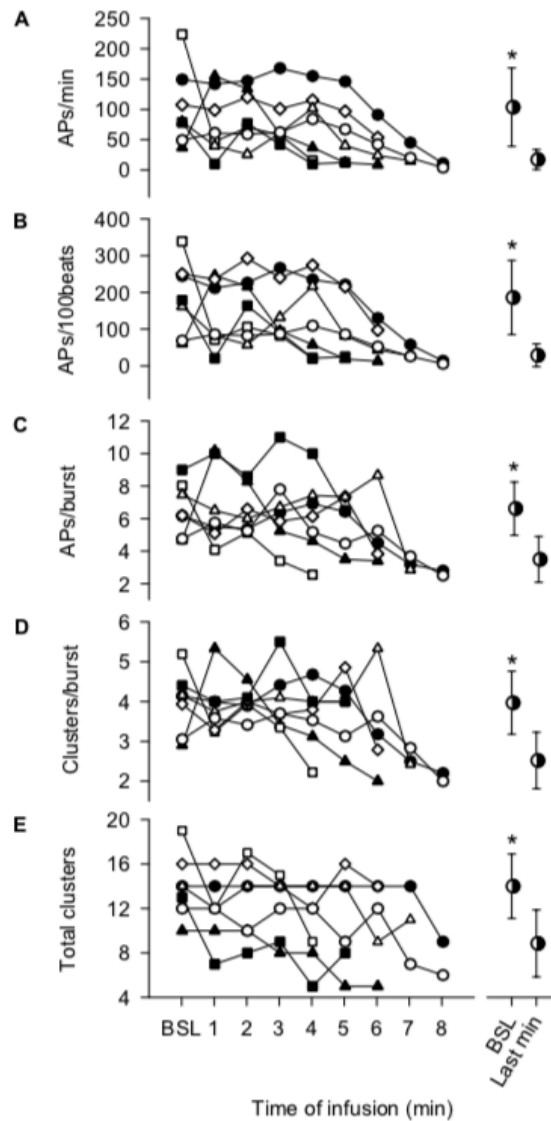 A
APs/min
250
200
150
100
50
0
*
B
APs/100beats
400
300
200
100
0
*
C
APs/burst
12
10
8
6
4
2
*
D
Clusters/burst
6
5
4
3
2
*
E
Total clusters
20
16
12
8
4
*
BSL 1 2 3 4 5 6 7 8
BSL
Last min
Time of infusion (min)